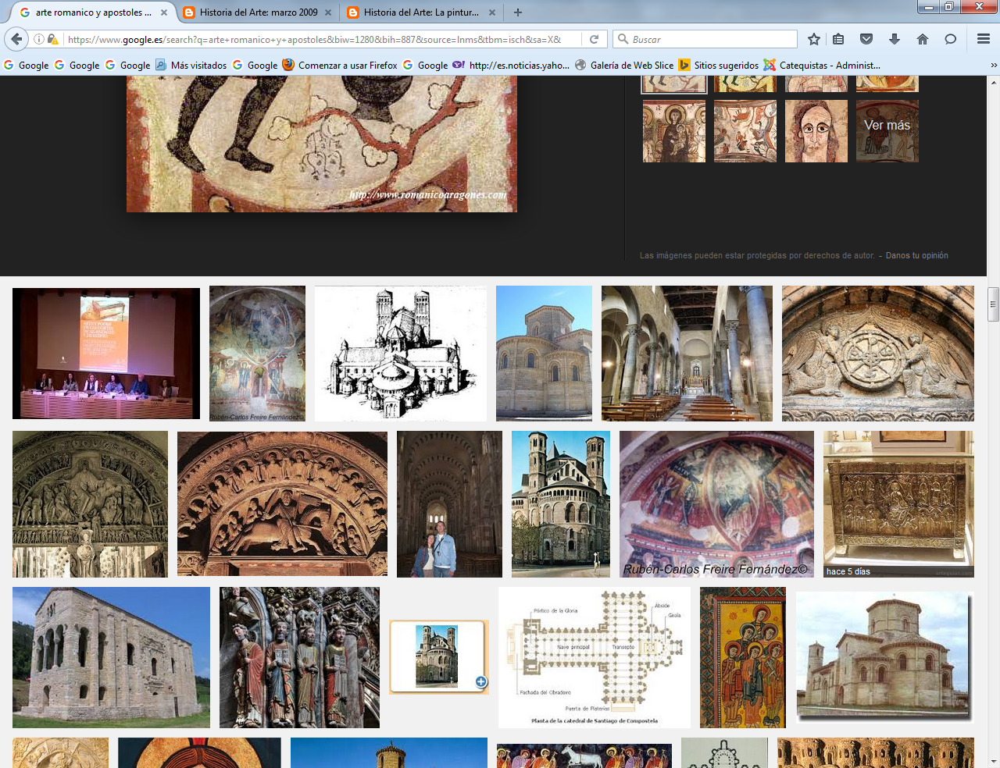 arte romanico y apostoles ...
Historia del Arte: marzo 2009
Historia del Arte: La pintur...
https://www.google.es/search?q=arte+romanico+y+apostoles&biw=1280&bih=887&source=lnms&tbm=isch&sa=X&
Buscar
Google
Google
Google
Más visitados
Google
Comenzar a usar Firefox
Google
http://es.noticias.yaho...
Galería de Web Slice
Sitios sugeridos
Catequistas - Administ...
»
Ver más
http://www.romanicoaragones.com
Las imágenes pueden estar protegidas por derechos de autor. - Danos tu opinión
Rubén-Carlos Freire Fernández©
Rubén-Carlos Freire Fernández©
hace 5 días
Pórtico de la Gloria
Ábside
Girola
Nave principal
Transepto
Fachada del Obradoiro
Puerta de Platerías
Planta de la catedral de Santiago de Compostela